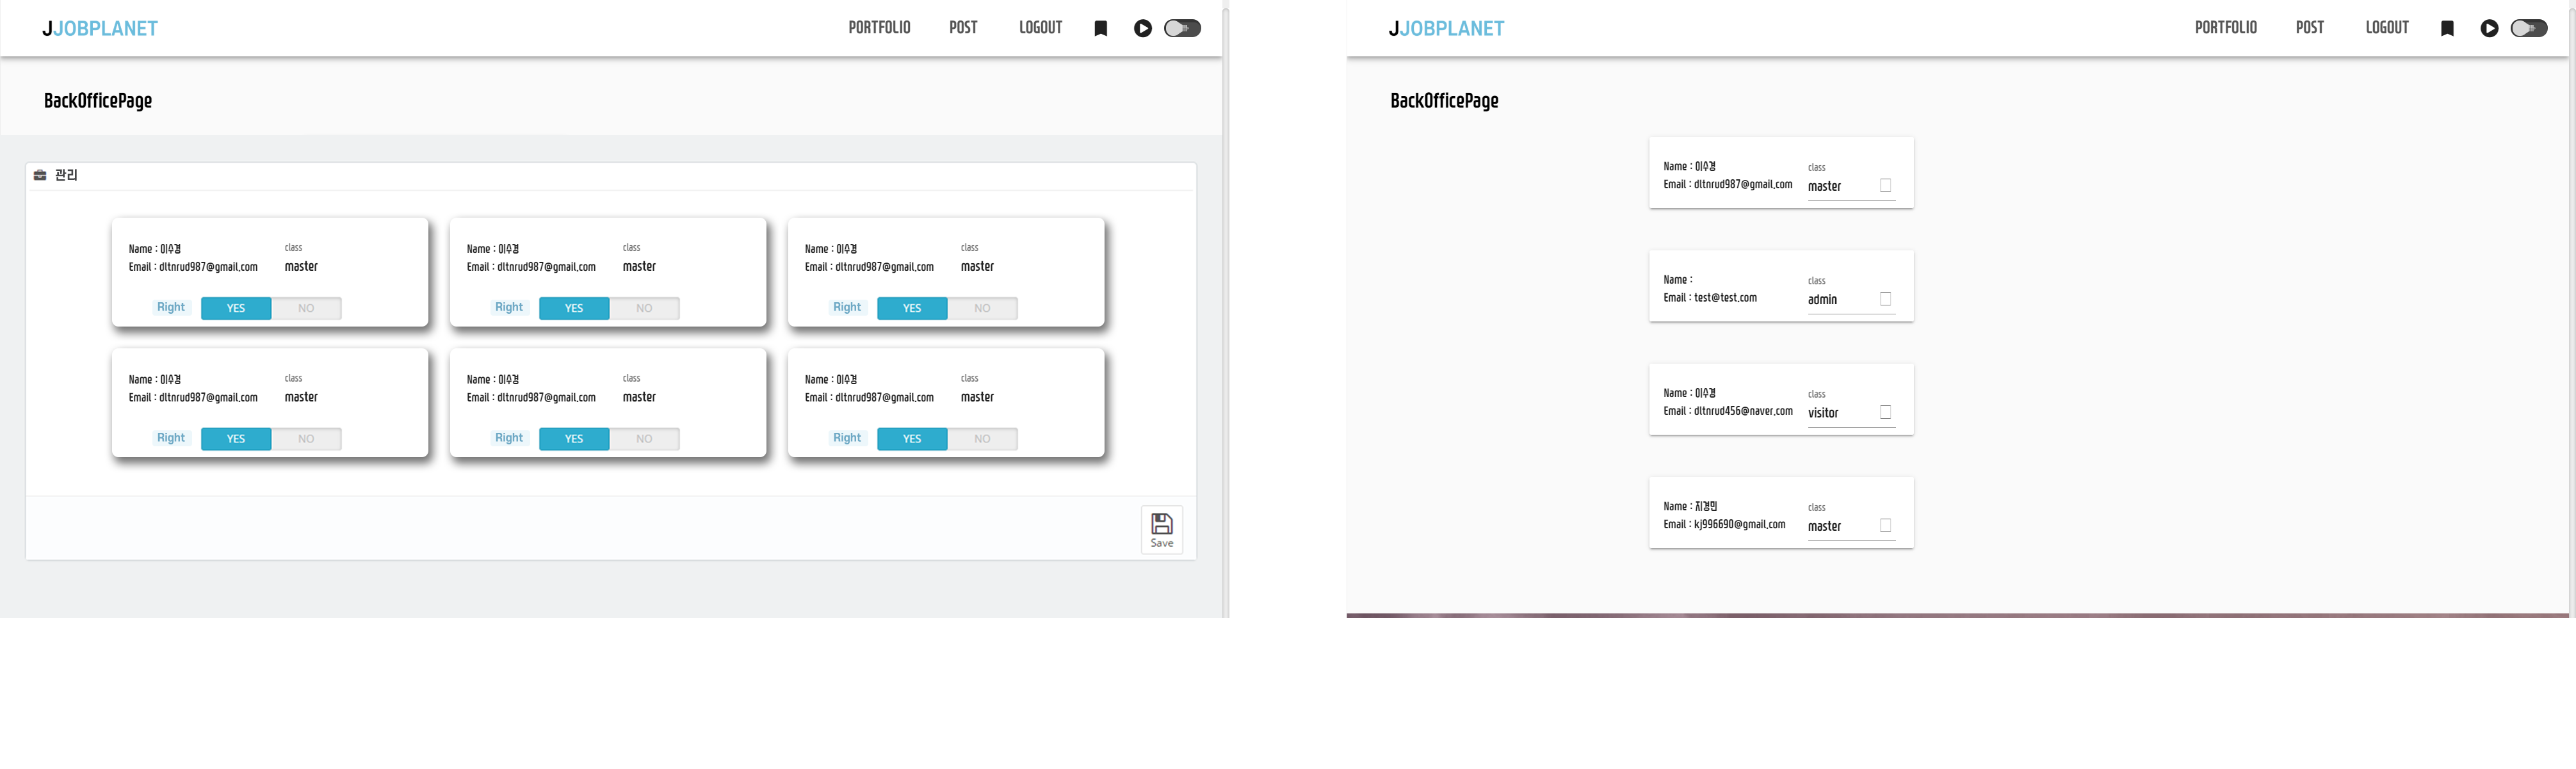 JJOBPLANET
PORTFOLIO POST LOGOUT
BackOfficePage
관리
Name : 이수경 class
Email : dltnrud987@gmail.com master
Right YES NO
Name : 이수경 class
Email : dltnrud987@gmail.com master
Right YES NO
Name : 이수경 class
Email : dltnrud987@gmail.com master
Right YES NO
Name : 이수경 class
Email : dltnrud987@gmail.com master
Right YES NO
Name : 이수경 class
Email : dltnrud987@gmail.com master
Right YES NO
Name : 이수경 class
Email : dltnrud987@gmail.com master
Right YES NO
Save
JJOBPLANET
PORTFOLIO POST LOGOUT
BackOfficePage
Name : 이수경 class
Email : dltnrud987@gmail.com master
Name : class
Email : test@test.com admin
Name : 이수경 class
Email : dltnrud456@naver.com visitor
Name : 지경민 class
Email : kj996690@gmail.com master